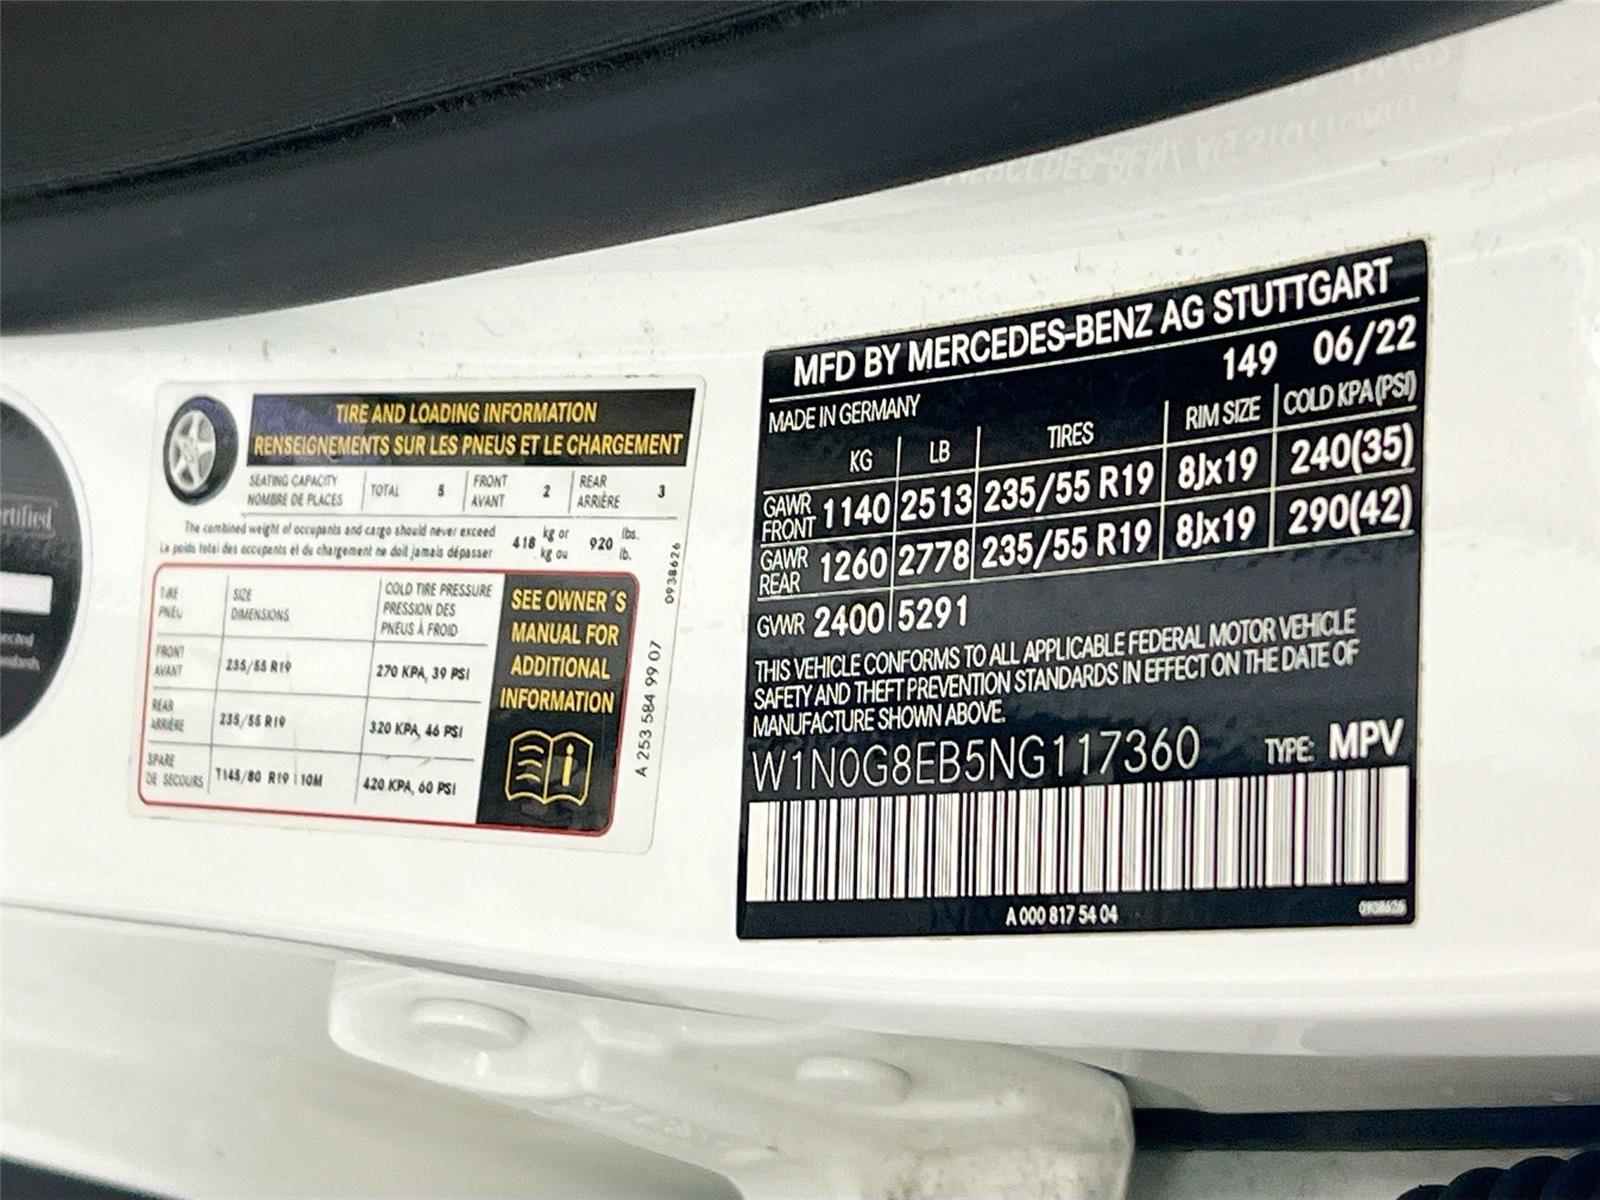 TIRE AND LOADING INFORMATION
RENSEIGNEMENTS SUR LES PNEUS ET LE CHARGEMENT
SEATING CAPACITY
NOMBRE DE PLACES
TOTAL 5
FRONT
AVANT
2
REAR
ARRIÈRE
3
The combined weight of occupants and cargo should never exceed
Le poids total des occupants et du chargement ne doit jamais dépasser
418
kg or
kg ou
920
lbs.
lb.
TIRE
PNEU
SIZE
DIMENSIONS
COLD TIRE PRESSURE
PRESSION DES
PNEUS À FROID
FRONT
AVANT
235/55 R19
270 KPA, 39 PSI
REAR
ARRIÈRE
235/55 R19
320 KPA, 46 PSI
SPARE
DE SECOURS
T145/80 R19 110M
420 KPA, 60 PSI
SEE OWNER´S
MANUAL FOR
ADDITIONAL
INFORMATION
A 253 584 99 07
0938626
MFD BY MERCEDES-BENZ AG STUTTGART
149 06/22
MADE IN GERMANY
KG LB TIRES RIM SIZE COLD KPA(PSI)
GAWR
FRONT
1140 2513 235/55 R19 8Jx19 240(35)
GAWR
REAR
1260 2778 235/55 R19 8Jx19 290(42)
GVWR 2400 5291
THIS VEHICLE CONFORMS TO ALL APPLICABLE FEDERAL MOTOR VEHICLE
SAFETY AND THEFT PREVENTION STANDARDS IN EFFECT ON THE DATE OF
MANUFACTURE SHOWN ABOVE.
W1N0G8EB5NG117360 TYPE: MPV
A 000 817 54 04
0938626